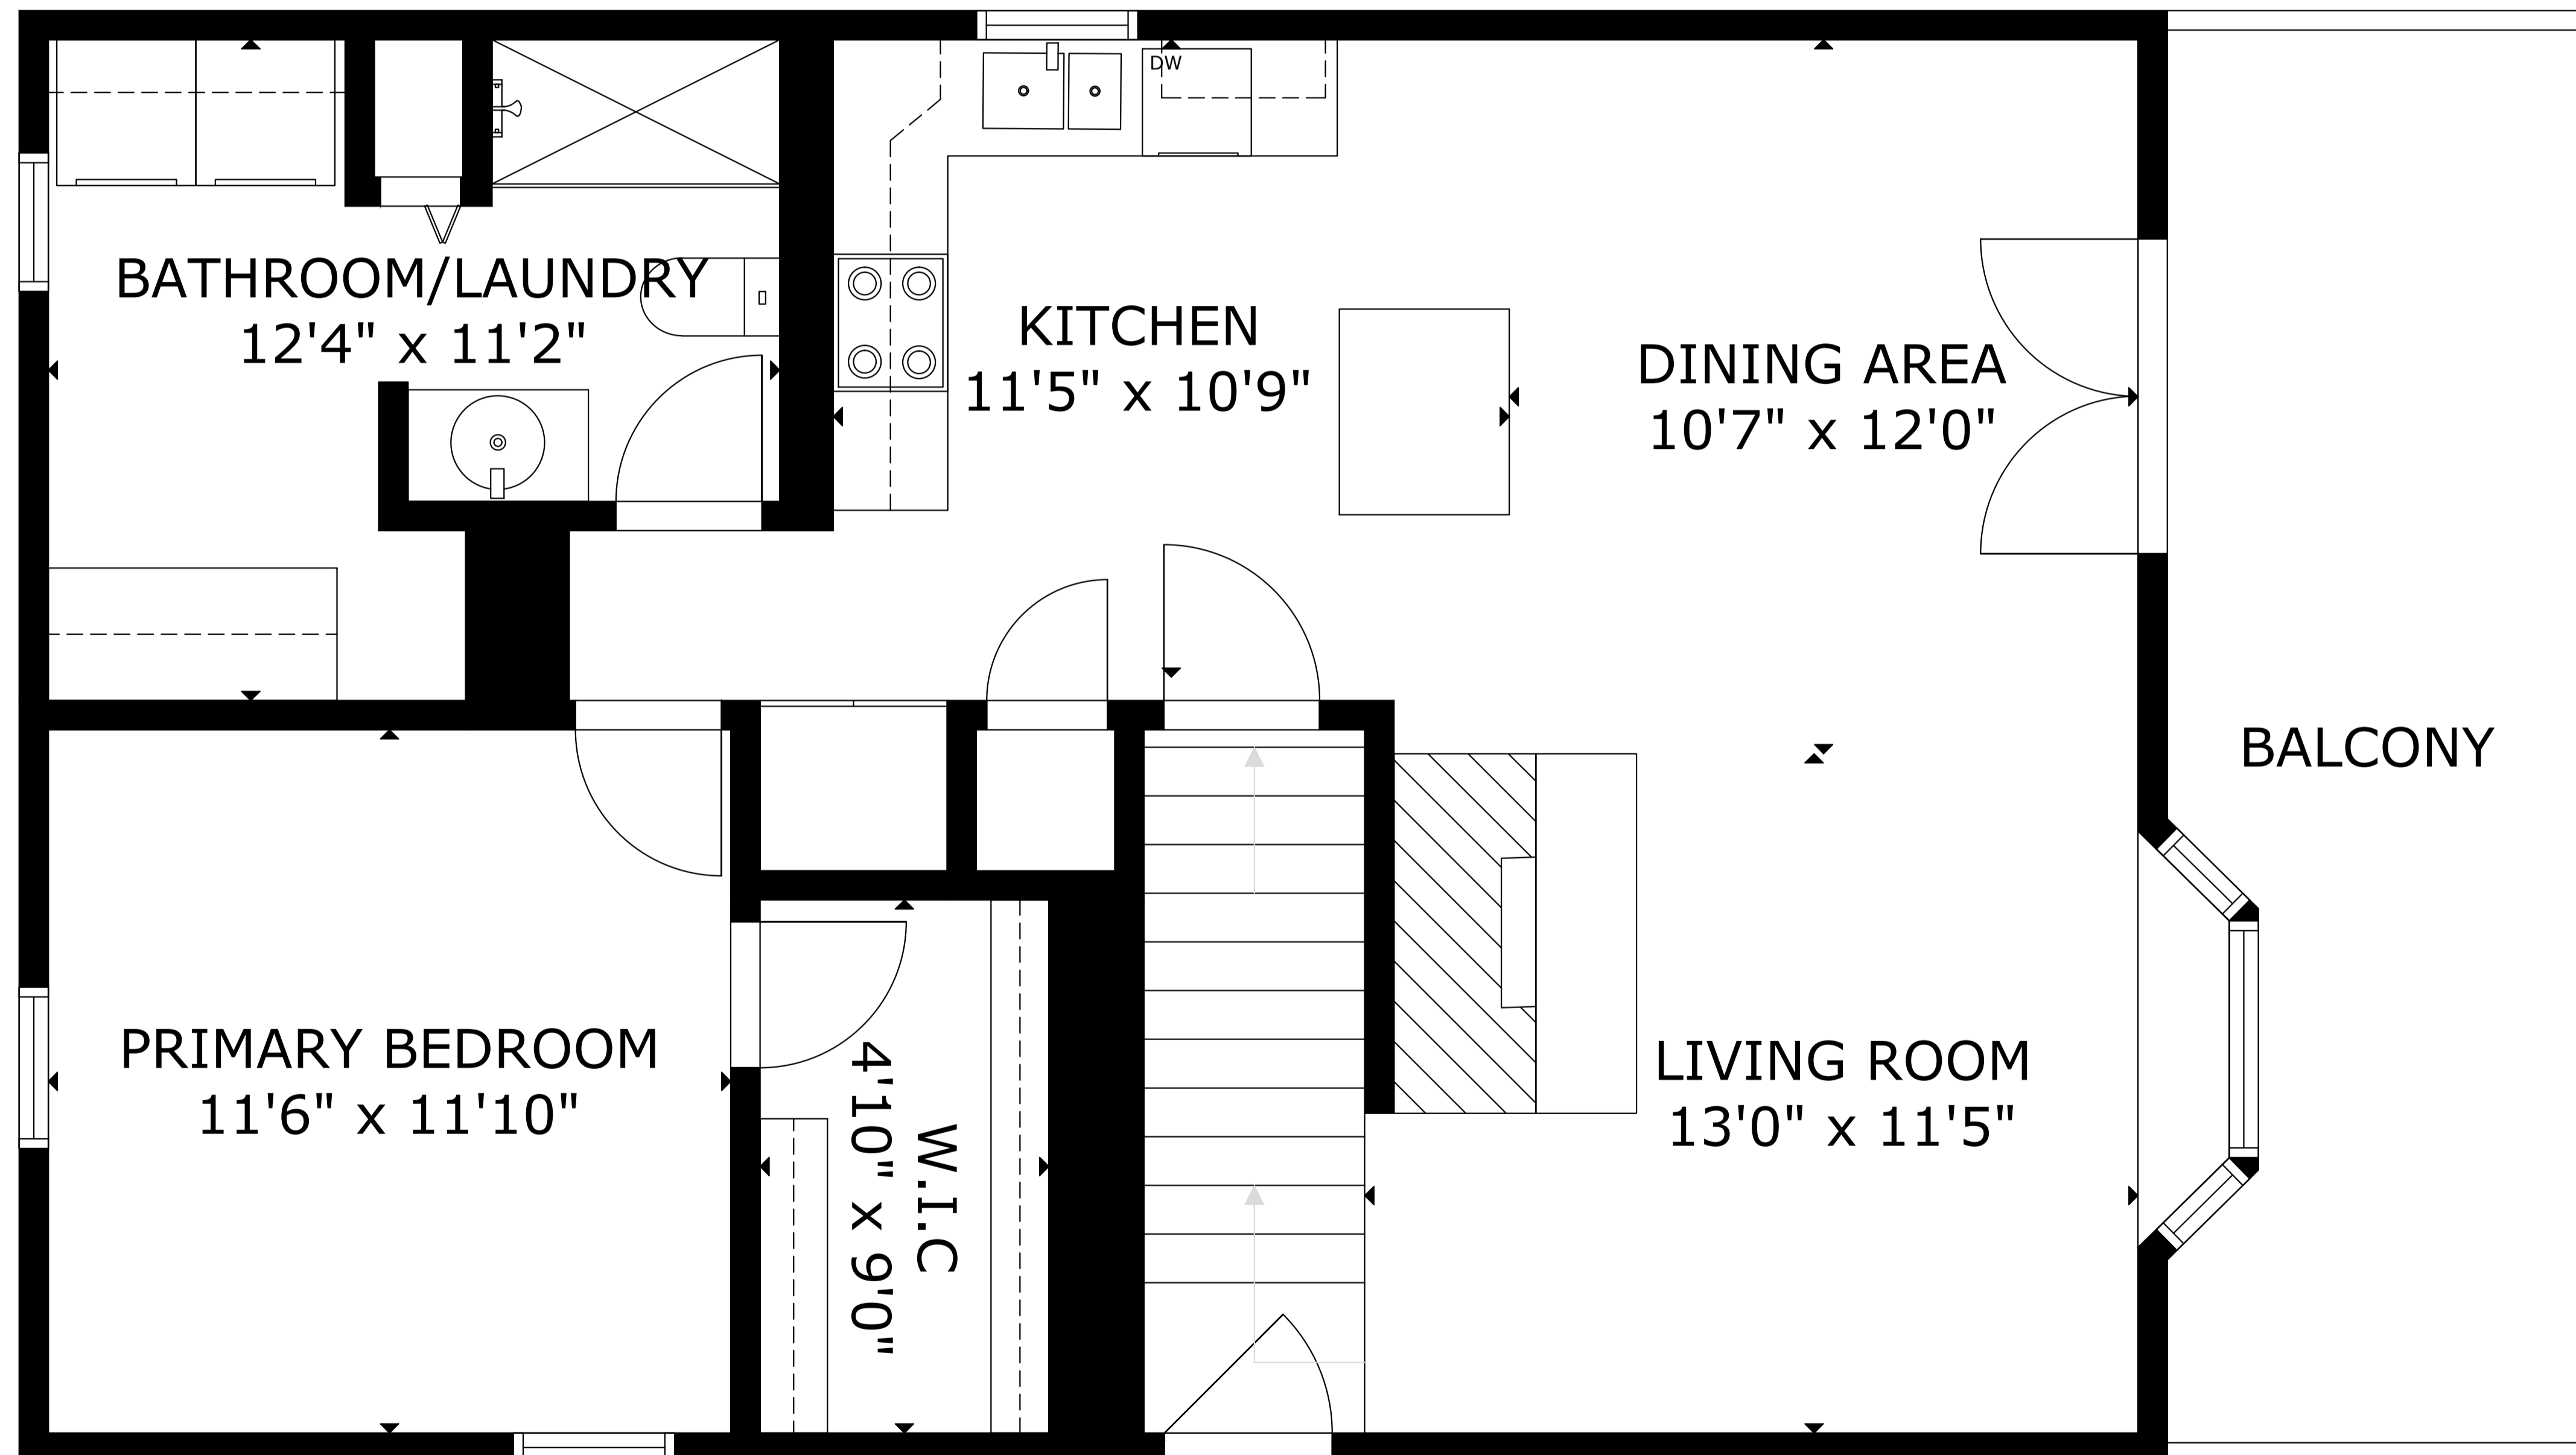 DW
BATHROOM/LAUNDRY
12'4" x 11'2"
KITCHEN
11'5" x 10'9"
DINING AREA
10'7" x 12'0"
BALCONY
PRIMARY BEDROOM
11'6" x 11'10"
W.I.C
4'10" x 9'0"
LIVING ROOM
13'0" x 11'5"